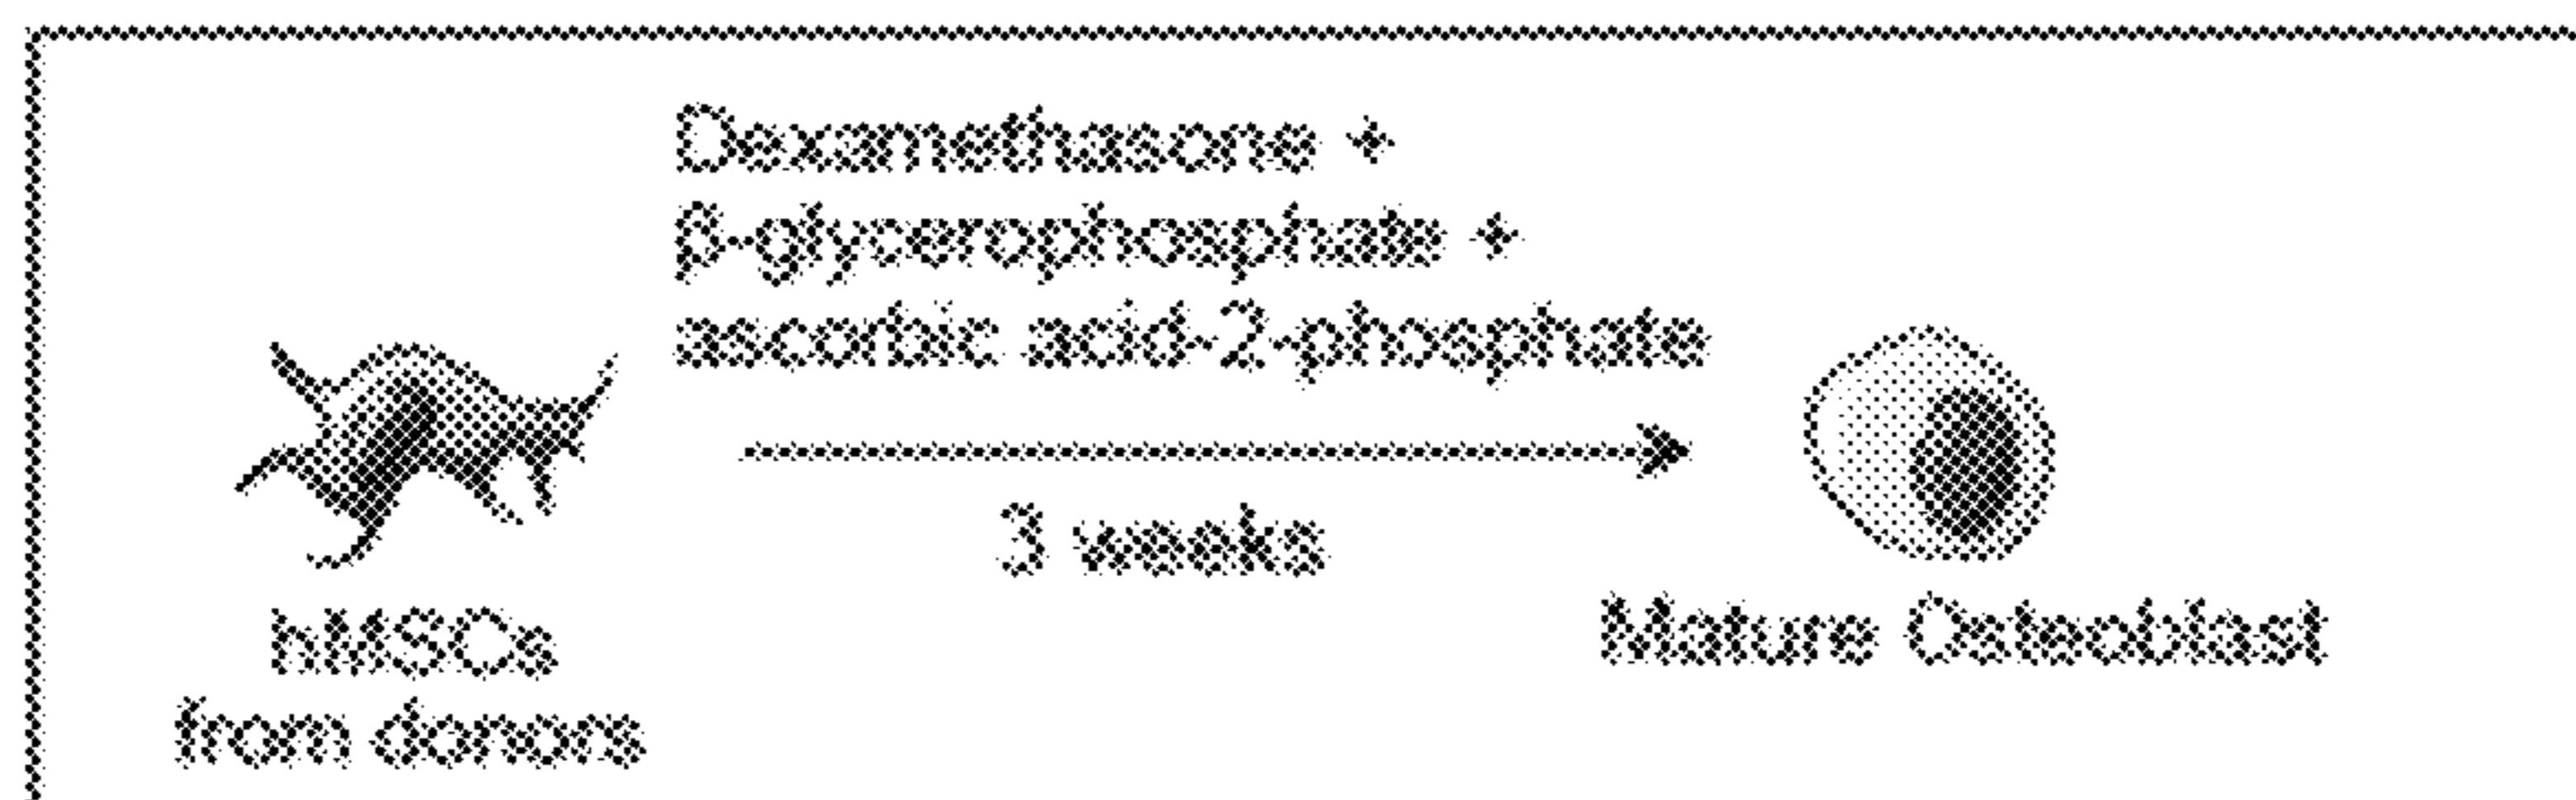 Dexamethasone +
β-glycerophosphate +
ascorbic acid-2-phosphate
3 weeks
hMSCs
from donors
Mature Osteoblast